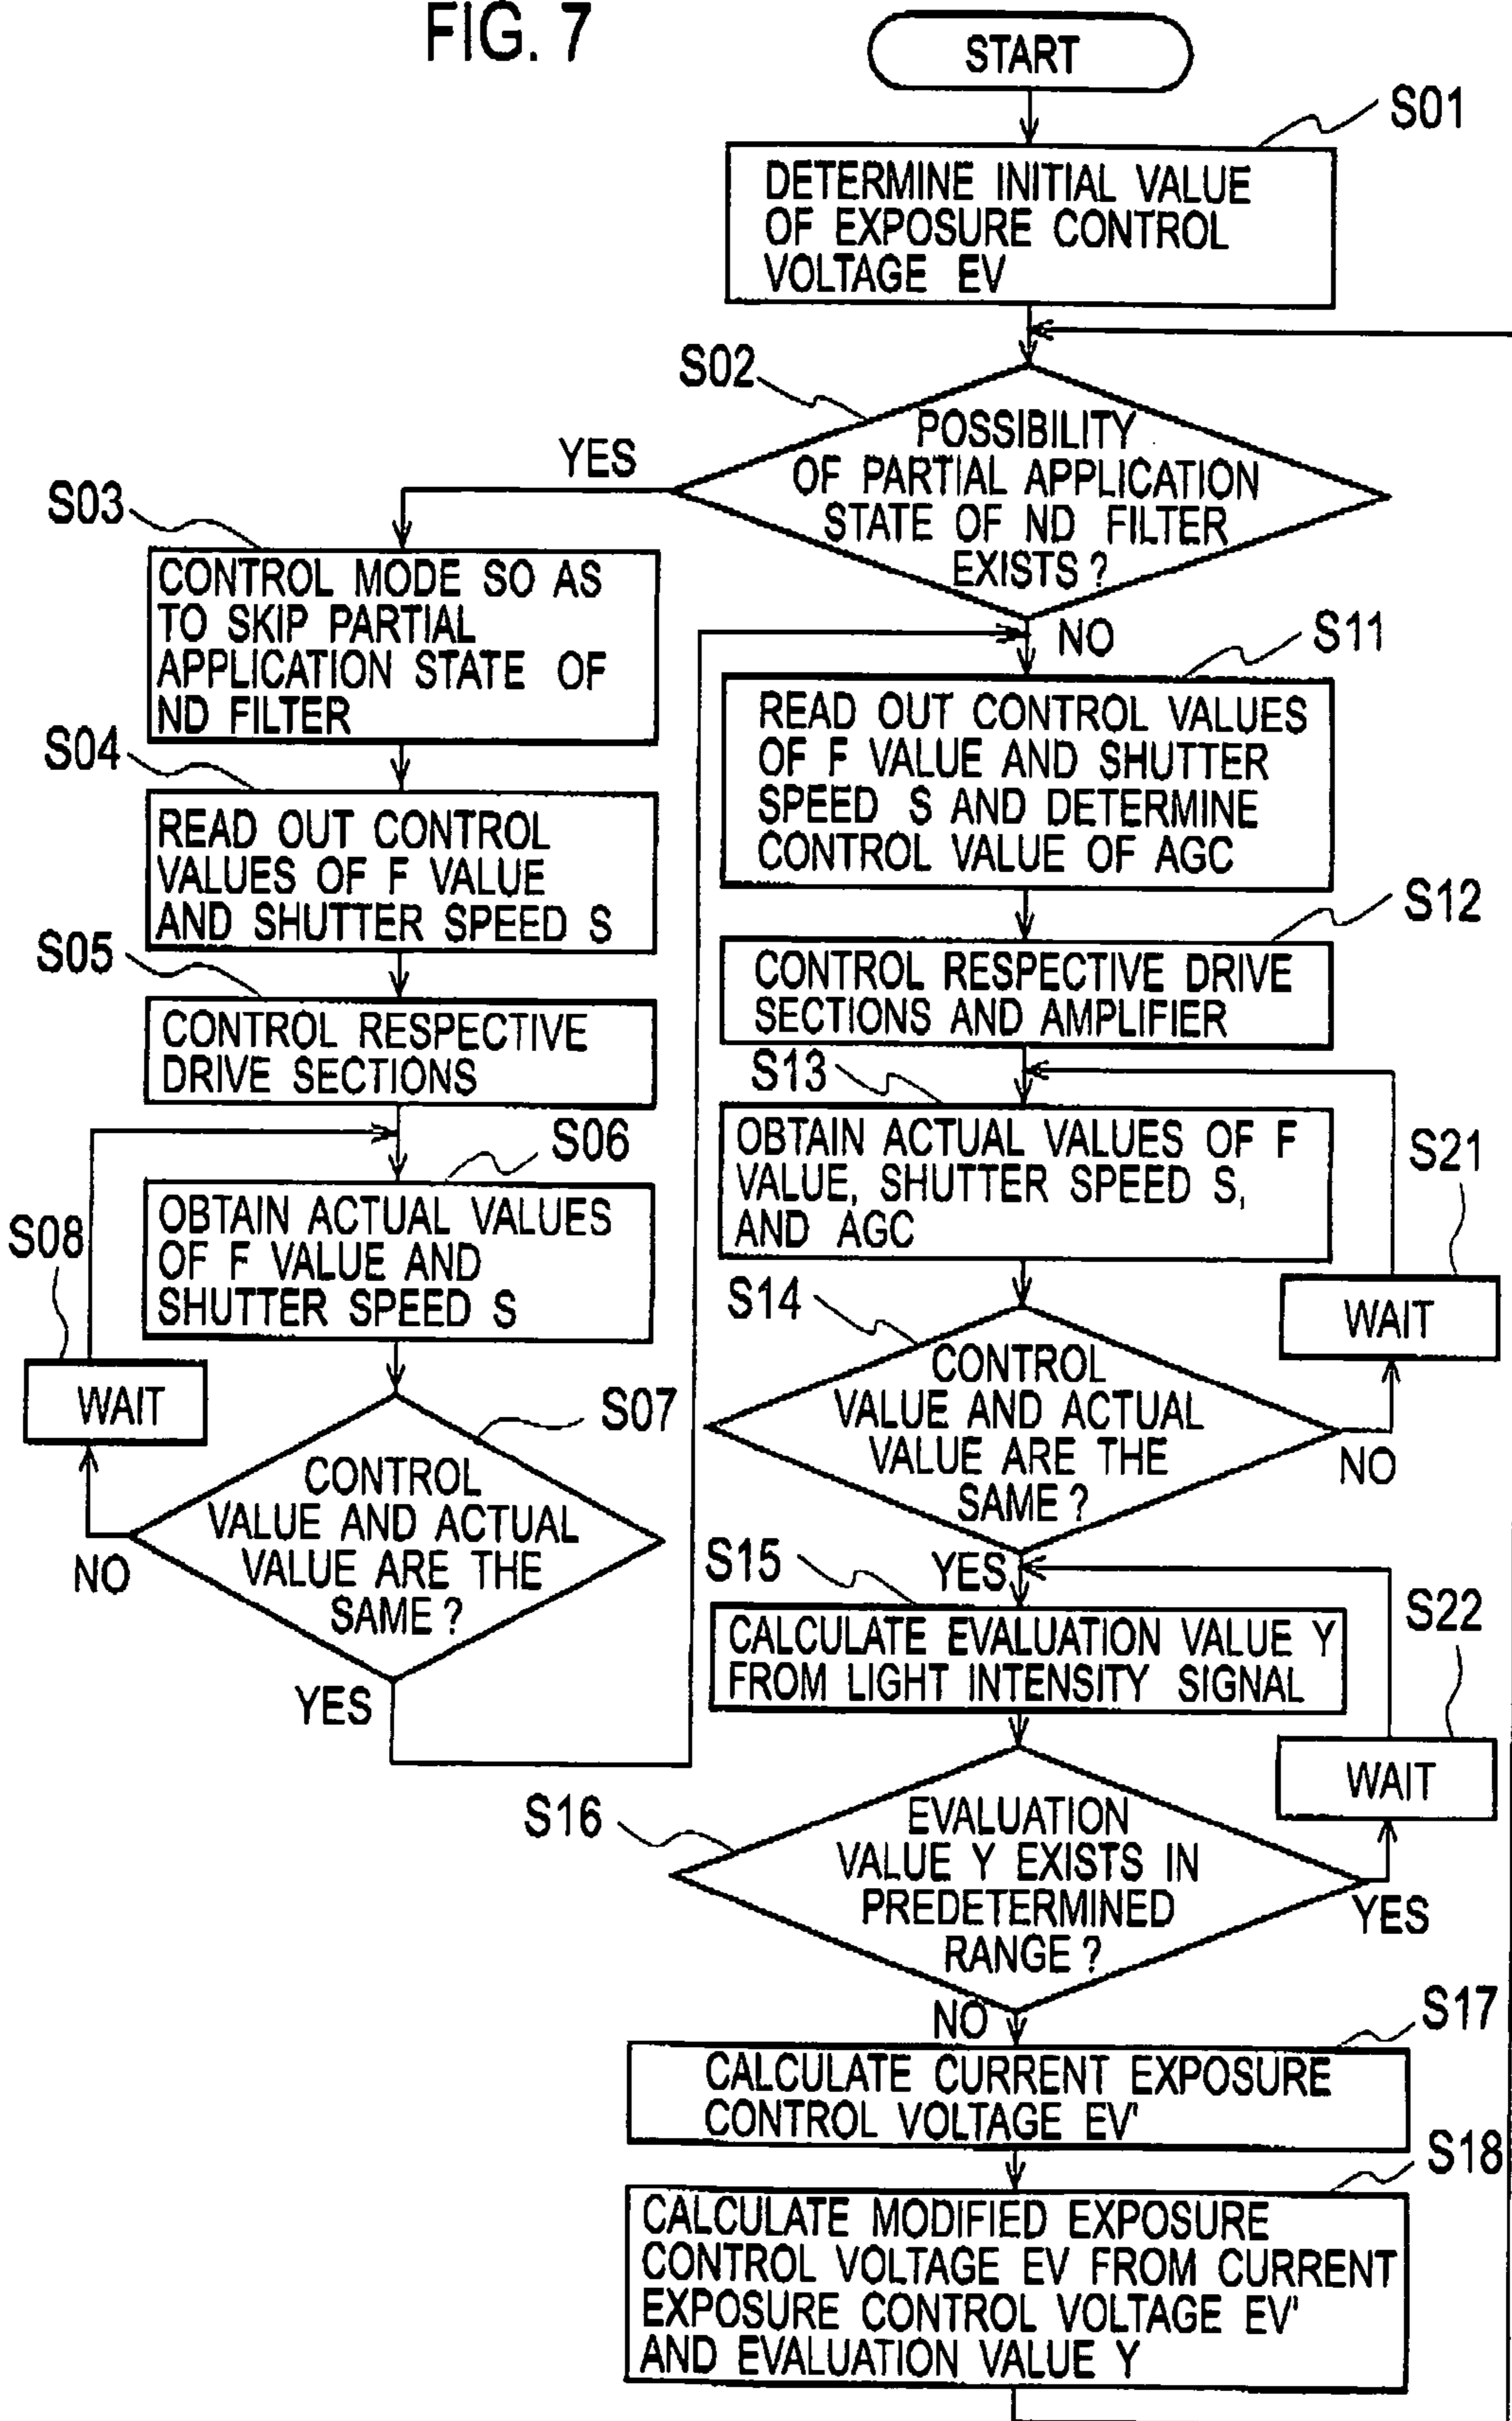 FIG. 7
START
S01
DETERMINE INITIAL VALUE
OF EXPOSURE CONTROL
VOLTAGE EV
S02
POSSIBILITY
OF PARTIAL APPLICATION
STATE OF ND FILTER
EXISTS ?
YES
NO
S03
CONTROL MODE SO AS
TO SKIP PARTIAL
APPLICATION STATE OF
ND FILTER
S04
READ OUT CONTROL
VALUES OF F VALUE
AND SHUTTER SPEED S
S05
CONTROL RESPECTIVE
DRIVE SECTIONS
S06
OBTAIN ACTUAL VALUES
OF F VALUE AND
SHUTTER SPEED S
S08
WAIT
S07
CONTROL
VALUE AND ACTUAL
VALUE ARE THE
SAME ?
NO
YES
S11
READ OUT CONTROL VALUES
OF F VALUE AND SHUTTER
SPEED S AND DETERMINE
CONTROL VALUE OF AGC
S12
CONTROL RESPECTIVE DRIVE
SECTIONS AND AMPLIFIER
S13
OBTAIN ACTUAL VALUES OF F
VALUE, SHUTTER SPEED S,
AND AGC
S21
WAIT
S14
CONTROL
VALUE AND ACTUAL
VALUE ARE THE
SAME ?
NO
YES
S15
CALCULATE EVALUATION VALUE Y
FROM LIGHT INTENSITY SIGNAL
S22
WAIT
S16
EVALUATION
VALUE Y EXISTS IN
PREDETERMINED
RANGE ?
YES
NO
S17
CALCULATE CURRENT EXPOSURE
CONTROL VOLTAGE EV'
S18
CALCULATE MODIFIED EXPOSURE
CONTROL VOLTAGE EV FROM CURRENT
EXPOSURE CONTROL VOLTAGE EV'
AND EVALUATION VALUE Y